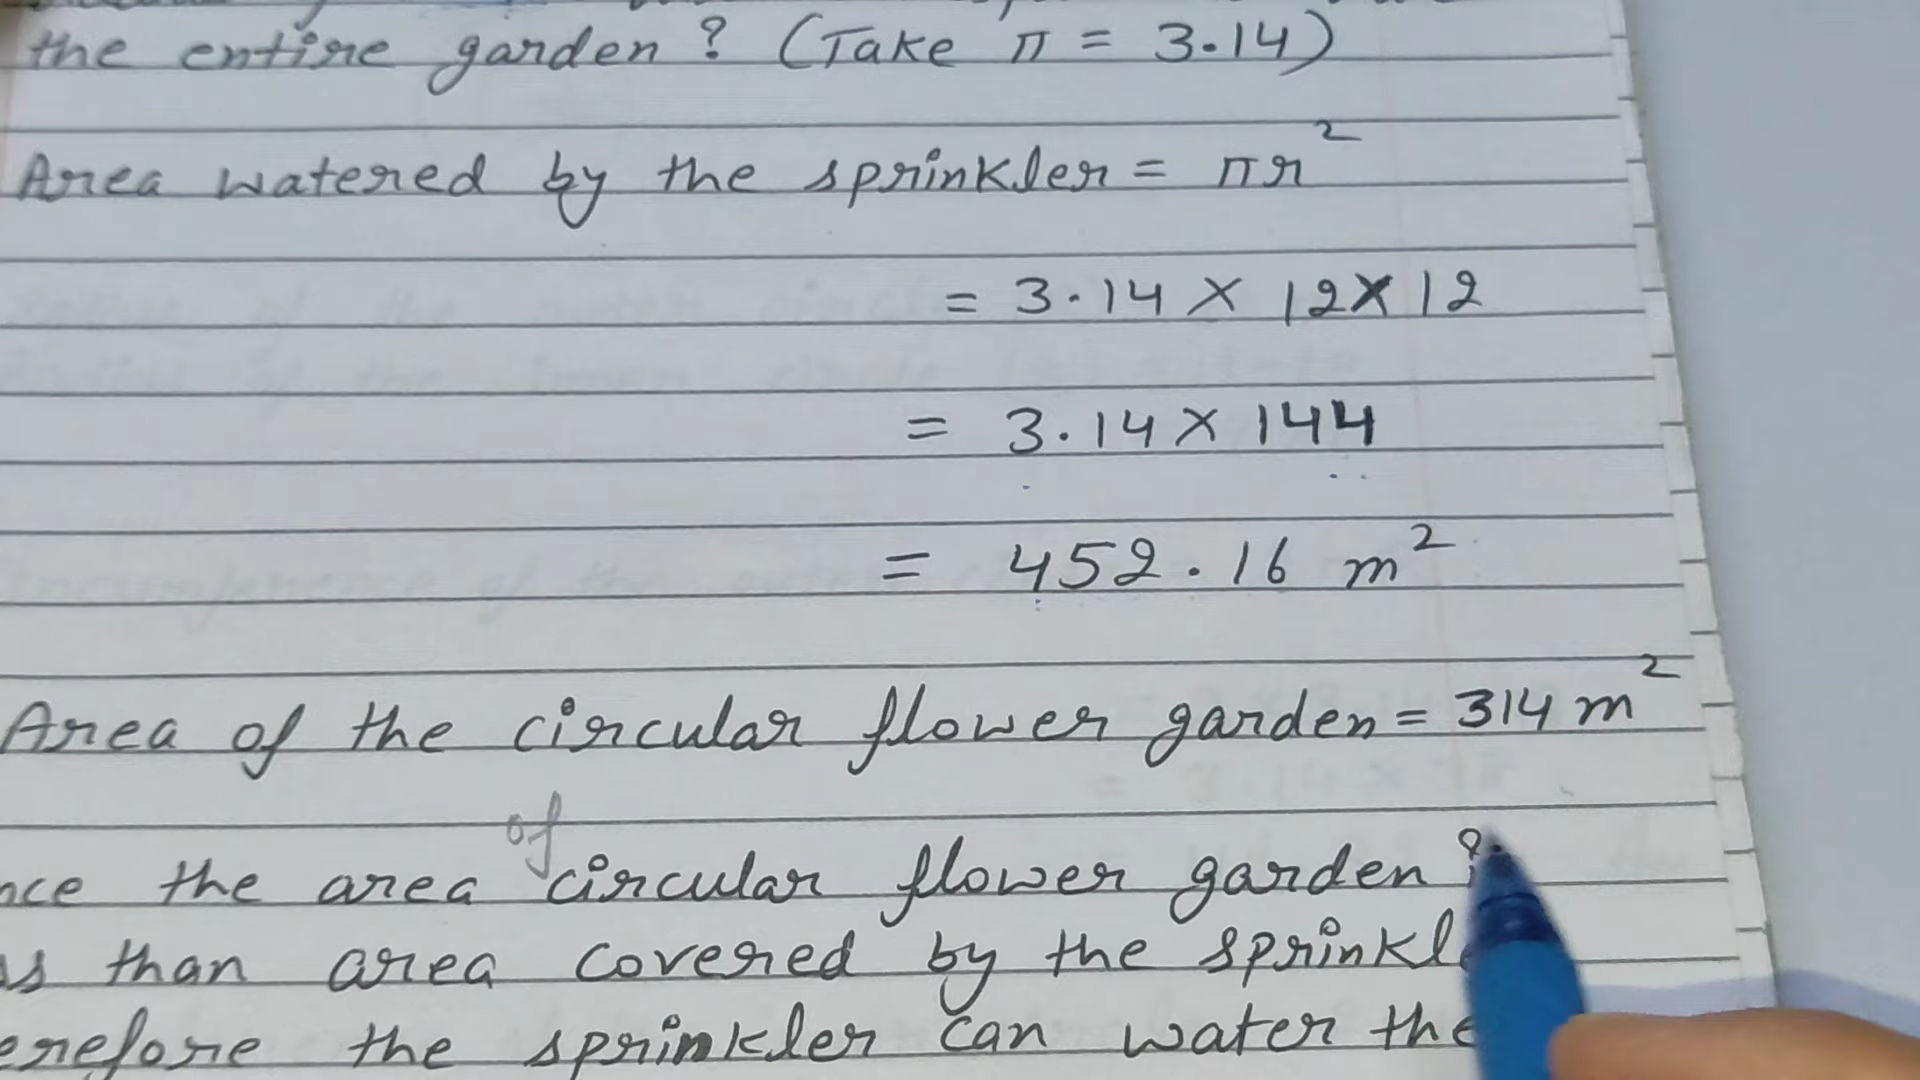 the entire garden ? (Take π = 3.14)
Area watered by the sprinkler = πr²
= 3.14 × 12×12
= 3.14 × 144
= 452.16 m²
Area of the circular flower garden = 314 m²
of
the area circular flower garden
than area covered by the
the sprinkler can water the